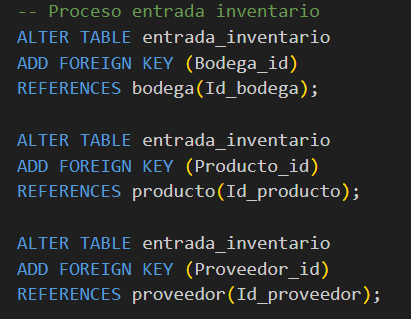 -- Proceso entrada inventario
ALTER TABLE entrada_inventario
ADD FOREIGN KEY (Bodega_id)
REFERENCES bodega(Id_bodega);
ALTER TABLE entrada_inventario
ADD FOREIGN KEY (Producto_id)
REFERENCES producto(Id_producto);
ALTER TABLE entrada_inventario
ADD FOREIGN KEY (Proveedor_id)
REFERENCES proveedor(Id_proveedor);